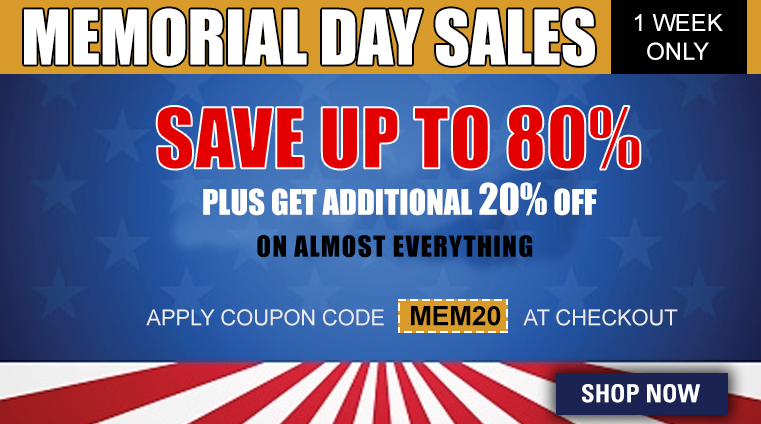 MEMORIAL DAY SALES
1 WEEK
ONLY
SAVE UP TO 80%
PLUS GET ADDITIONAL 20% OFF
ON ALMOST EVERYTHING
APPLY COUPON CODE MEM20 AT CHECKOUT
SHOP NOW